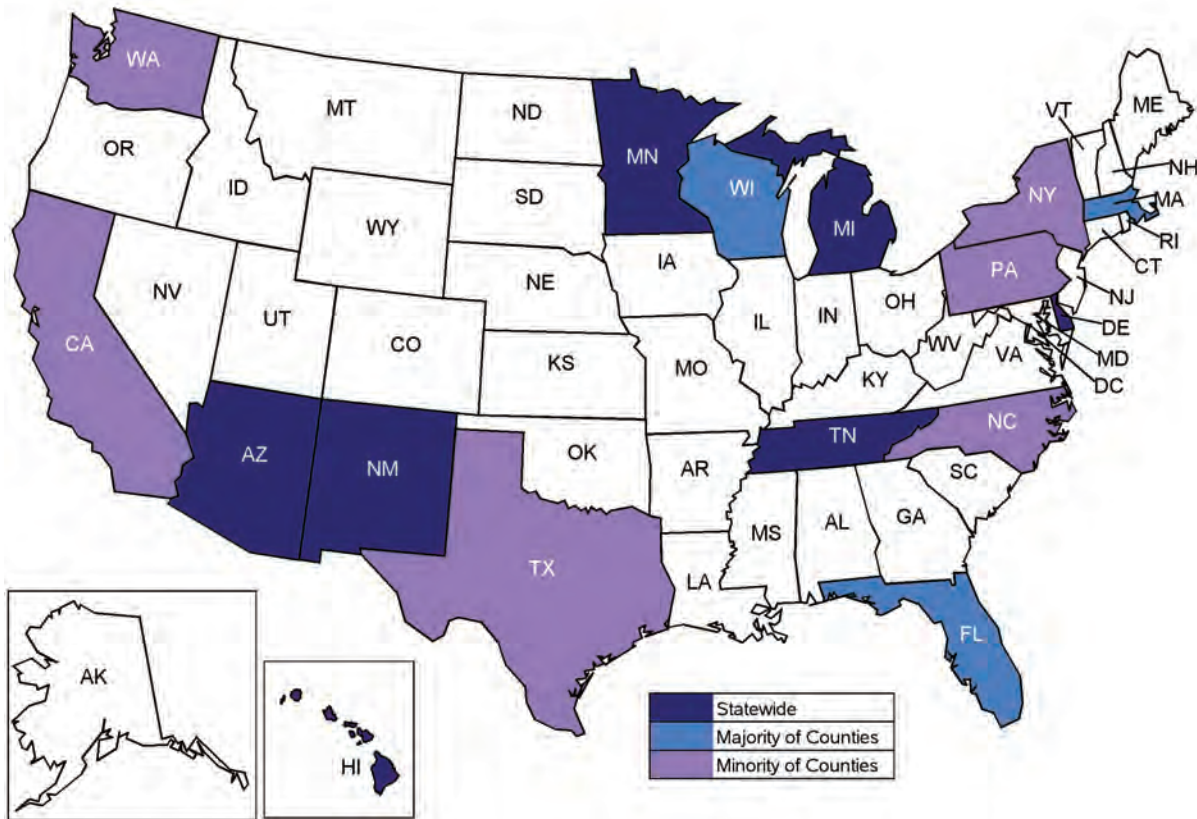 WA
MT
ND
ME
VT
OR
MN
NH
ID
SD
WI
NY
MA
WY
MI
RI
IA
PA
CT
NV
NE
NJ
UT
IL
IN
OH
DE
CA
CO
WV
VA
MD
KS
MO
KY
DC
NC
AZ
NM
OK
TN
AR
SC
MS
AL
GA
TX
LA
FL
AK
HI
Statewide
Majority of Counties
Minority of Counties